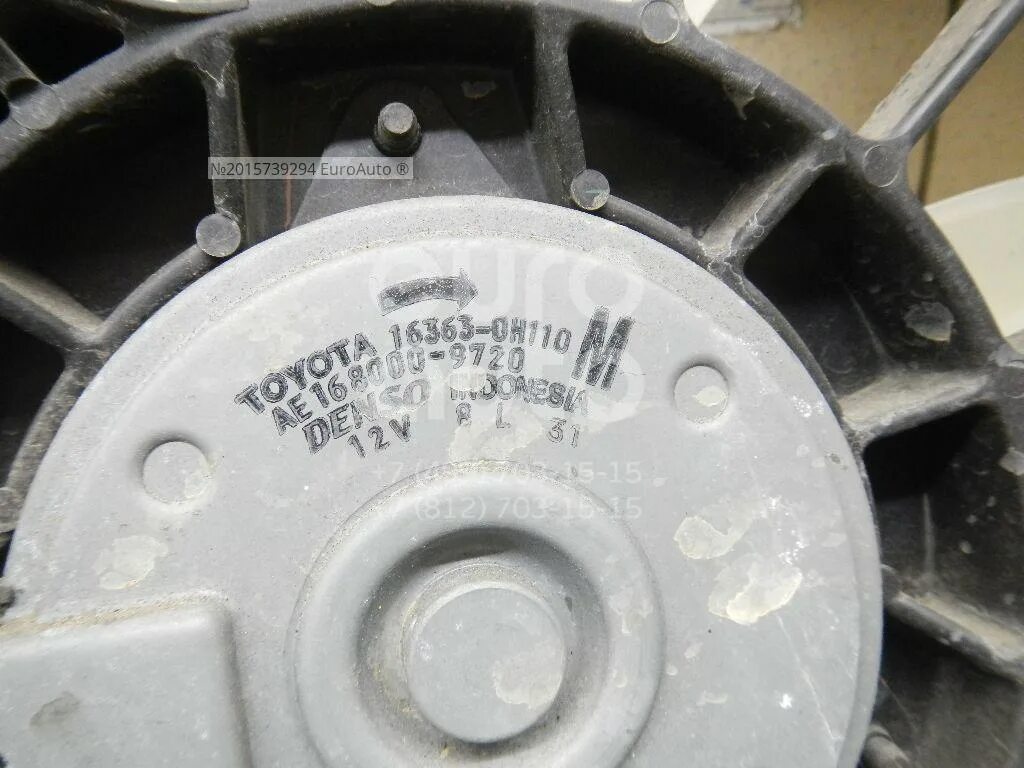 №2015739294 EuroAuto ®
TOYOTA 16363-0H110 M
AE168000-9720
DENSO INDONESIA
12V 8 L 31
(812) 703-15-15